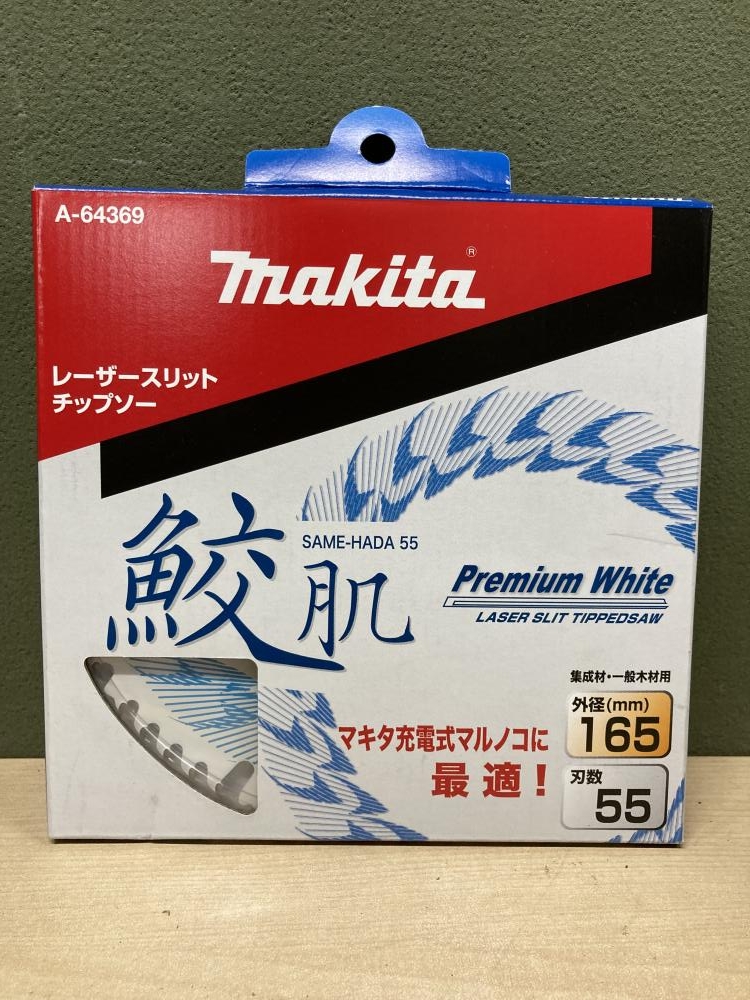 A-64369
makita®
レーザースリット
チップソー
鮫肌
SAME-HADA 55
Premium White
LASER SLIT TIPPEDSAW
集成材・一般木材用
外径(mm)
165
マキタ充電式マルノコに
最適！
刃数
55